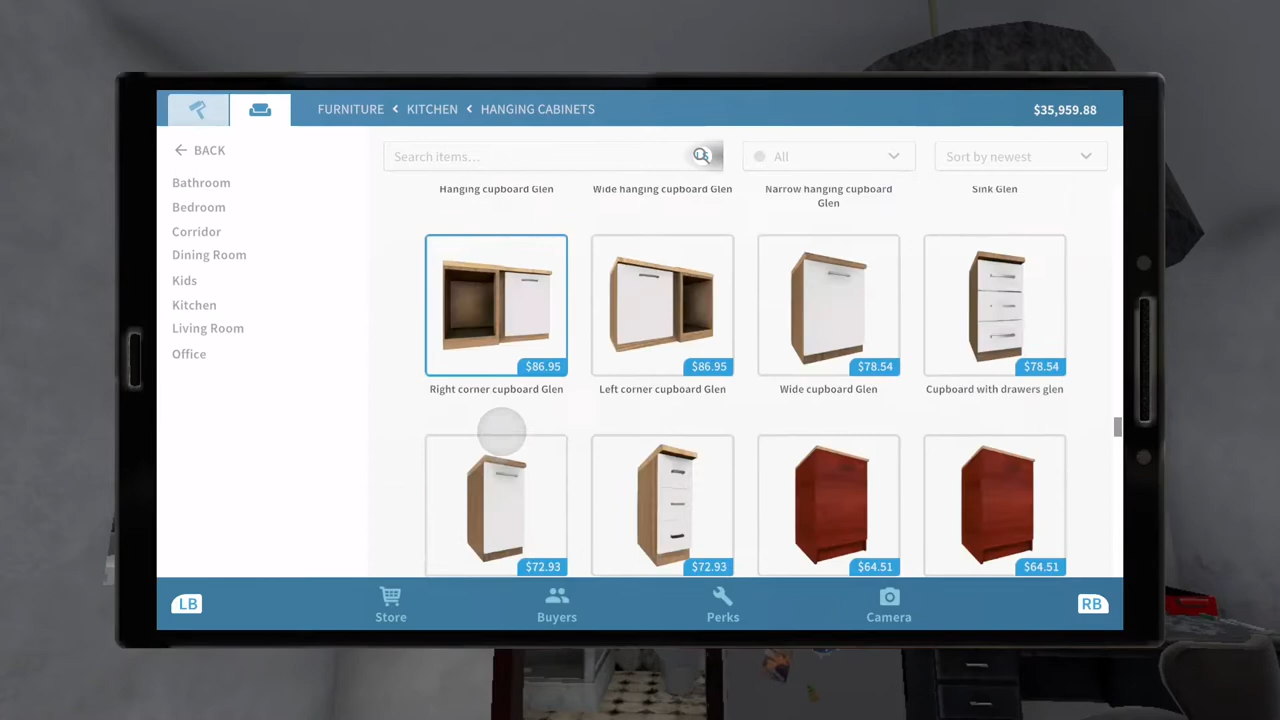 FURNITURE < KITCHEN < HANGING CABINETS
$35,959.88
BACK
Bathroom
Bedroom
Corridor
Dining Room
Kids
Kitchen
Living Room
Office
Search items...
All
Sort by newest
Hanging cupboard Glen
Wide hanging cupboard Glen
Narrow hanging cupboard
Glen
Sink Glen
$86.95
$86.95
$78.54
$78.54
Right corner cupboard Glen
Left corner cupboard Glen
Wide cupboard Glen
Cupboard with drawers glen
$72.93
$72.93
$64.51
$64.51
LB
Store
Buyers
Perks
Camera
RB